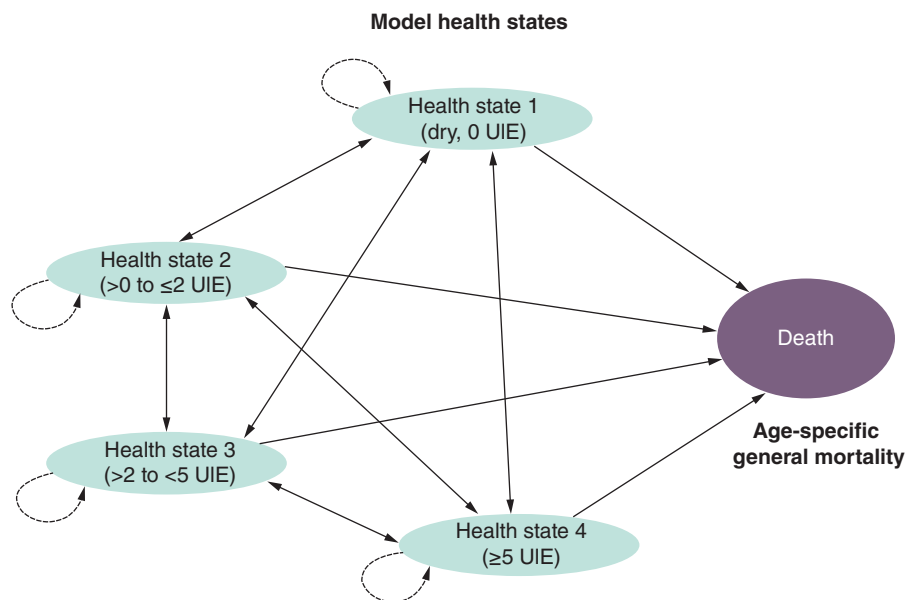 Model health states
Health state 1
(dry, 0 UIE)
Health state 2
(>0 to ≤2 UIE)
Death
Health state 3
(>2 to <5 UIE)
Age-specific
general mortality
Health state 4
(≥5 UIE)